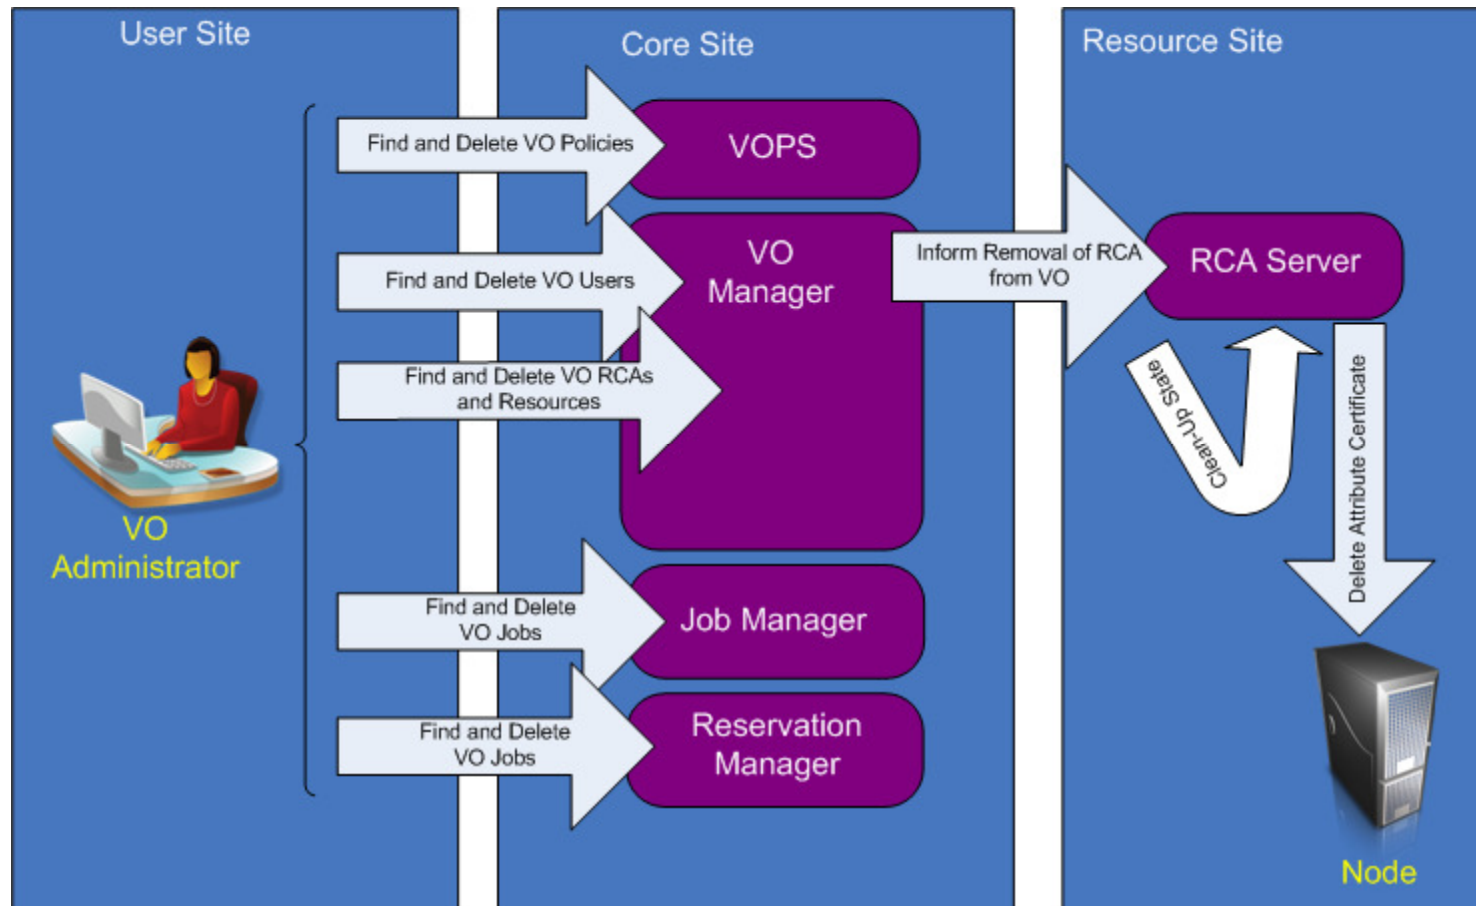 User Site
Core Site
Resource Site
Find and Delete VO Policies
VOPS
Find and Delete VO Users
VO
Manager
Inform Removal of RCA
from VO
RCA Server
Find and Delete VO RCAs
and Resources
Clean-Up State
Delete Attribute Certificate
VO
Administrator
Find and Delete
VO Jobs
Job Manager
Find and Delete
VO Jobs
Reservation
Manager
Node